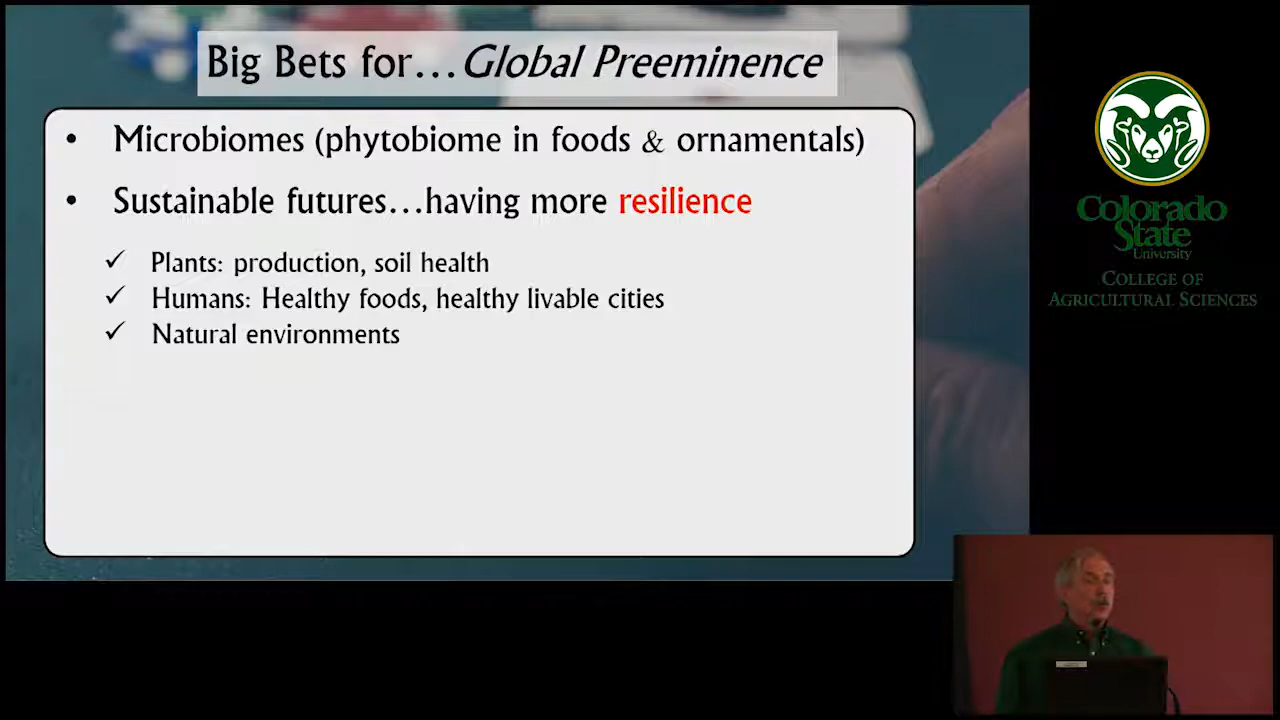 Big Bets for…Global Preeminence
• Microbiomes (phytobiome in foods & ornamentals)
• Sustainable futures…having more resilience
✓ Plants: production, soil health
✓ Humans: Healthy foods, healthy livable cities
✓ Natural environments
Colorado
State
University
COLLEGE OF
AGRICULTURAL SCIENCES